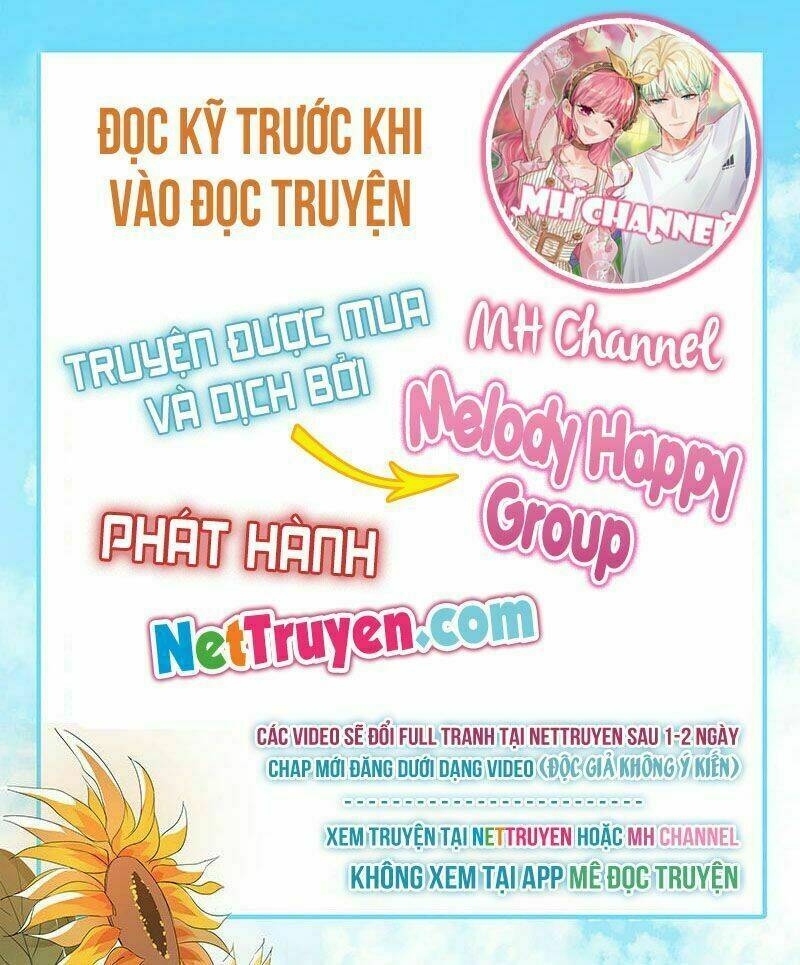 ĐỌC KỸ TRƯỚC KHI
VÀO ĐỌC TRUYỆN
MH CHANNEL
TRUYỆN ĐƯỢC MUA
VÀ DỊCH BỞI
MH Channel
Melody Happy
Group
PHÁT HÀNH
NetTruyen.com
CÁC VIDEO SẼ ĐỔI FULL TRANH TẠI NETTRUYEN SAU 1-2 NGÀY
CHAP MỚI ĐĂNG DƯỚI DẠNG VIDEO (ĐỘC GIẢ KHÔNG Ý KIẾN)
XEM TRUYỆN TẠI NETTRUYEN HOẶC MH CHANNEL
KHÔNG XEM TẠI APP MÊ ĐỌC TRUYỆN